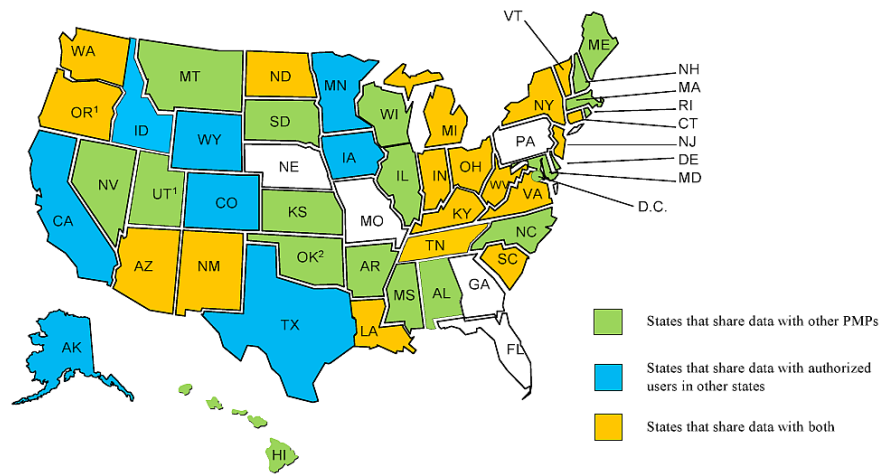 VT
ME
WA
MT
ND
MN
NH
MA
RI
CT
NJ
DE
MD
D.C.
OR¹
ID
WY
SD
WI
MI
NY
PA
NE
IA
NV
UT¹
CO
IL
IN
OH
WV
VA
CA
KS
MO
KY
NC
TN
SC
AZ
NM
OK²
AR
MS
AL
GA
TX
LA
FL
AK
HI
States that share data with other PMPs
States that share data with authorized
users in other states
States that share data with both